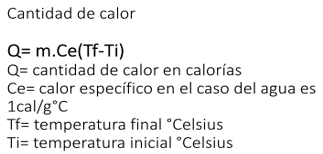 Cantidad de calor
Q= m.Ce(Tf-Ti)
Q= cantidad de calor en calorías
Ce= calor específico en el caso del agua es
1cal/g°C
Tf= temperatura final °Celsius
Ti= temperatura inicial °Celsius